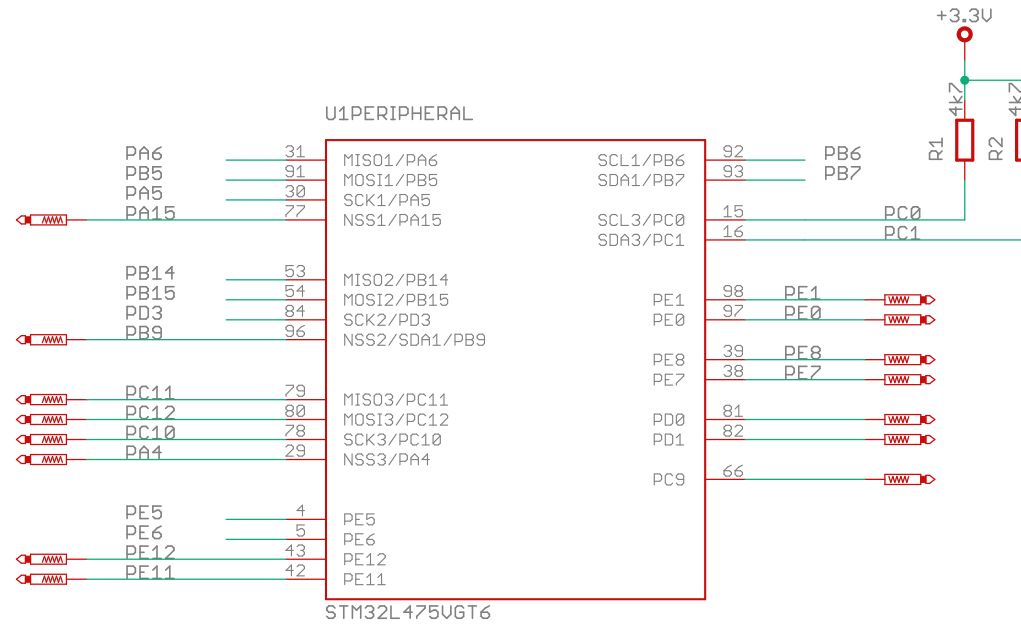 +3.3V
4k7
4k7
R1
R2
U1PERIPHERAL
PA6 31 MISO1/PA6
PB5 91 MOSI1/PB5
PA5 30 SCK1/PA5
PA15 77 NSS1/PA15
PB14 53 MISO2/PB14
PB15 54 MOSI2/PB15
PD3 84 SCK2/PD3
PB9 96 NSS2/SDA1/PB9
PC11 79 MISO3/PC11
PC12 80 MOSI3/PC12
PC10 78 SCK3/PC10
PA4 29 NSS3/PA4
PE5 4 PE5
PE6 5 PE6
PE12 43 PE12
PE11 42 PE11
SCL1/PB6 92 PB6
SDA1/PB7 93 PB7
SCL3/PC0 15 PC0
SDA3/PC1 16 PC1
PE1 98 PE1
PE0 97 PE0
PE8 39 PE8
PE7 38 PE7
PD0 81
PD1 82
PC9 66
STM32L475VGT6